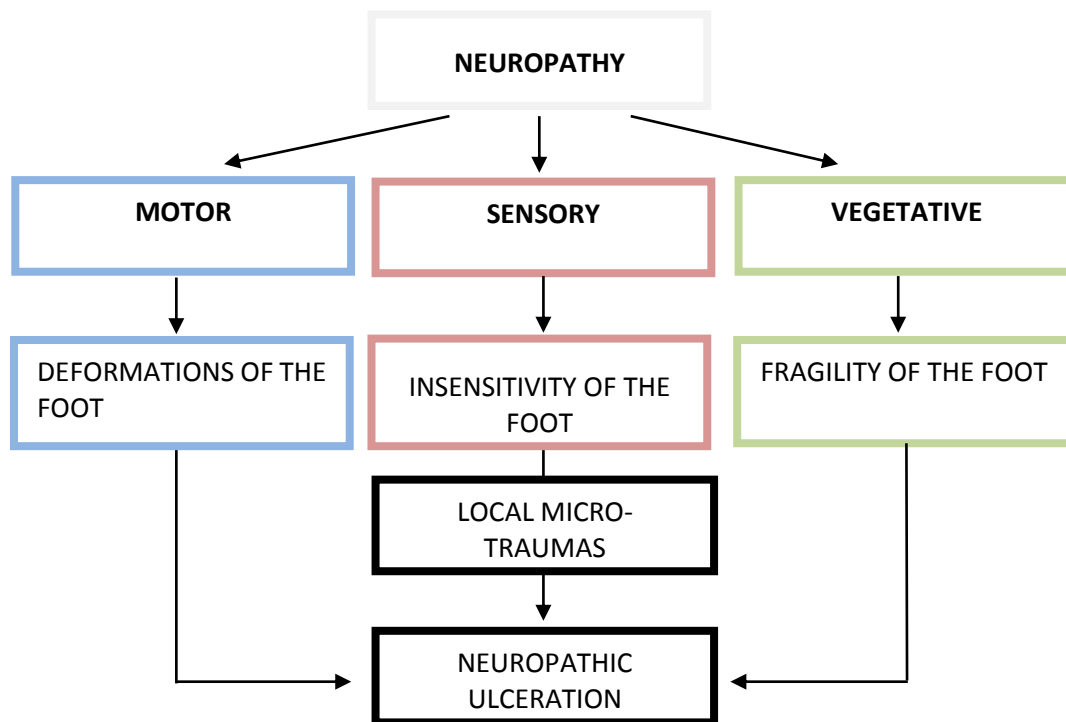 NEUROPATHY
MOTOR
SENSORY
VEGETATIVE
DEFORMATIONS OF THE
FOOT
INSENSITIVITY OF THE
FOOT
FRAGILITY OF THE FOOT
LOCAL MICRO-
TRAUMAS
NEUROPATHIC
ULCERATION